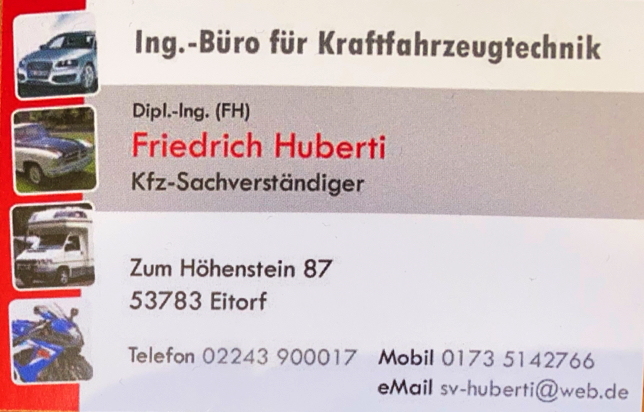 Ing.-Büro für Kraftfahrzeugtechnik
Dipl.-Ing. (FH)
Friedrich Huberti
Kfz-Sachverständiger
Zum Höhenstein 87
53783 Eitorf
Telefon 02243 900017 Mobil 0173 5142766
eMail sv-huberti@web.de